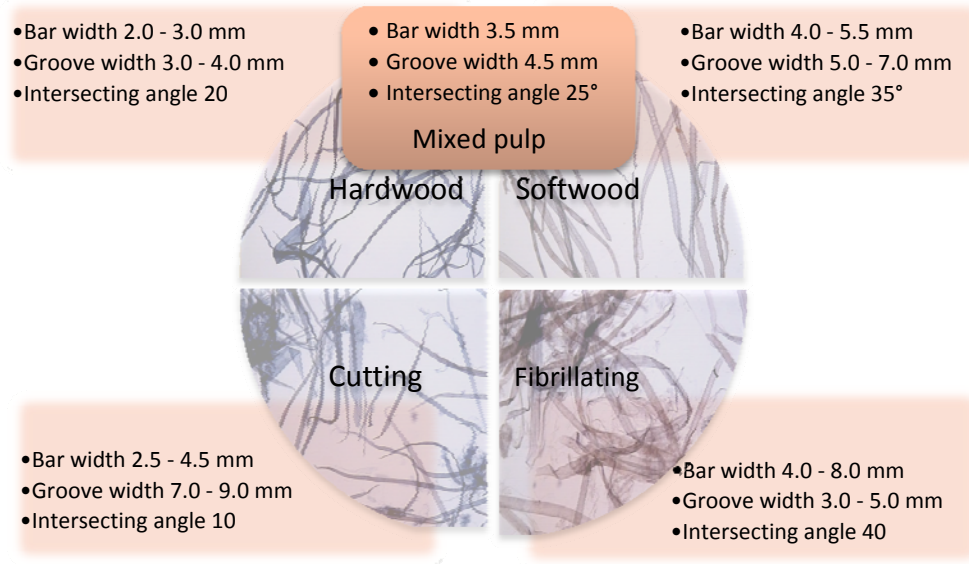 •Bar width 2.0 - 3.0 mm
•Groove width 3.0 - 4.0 mm
•Intersecting angle 20
• Bar width 3.5 mm
• Groove width 4.5 mm
• Intersecting angle 25°
Mixed pulp
•Bar width 4.0 - 5.5 mm
•Groove width 5.0 - 7.0 mm
•Intersecting angle 35°
Hardwood
Softwood
Cutting
Fibrillating
•Bar width 2.5 - 4.5 mm
•Groove width 7.0 - 9.0 mm
•Intersecting angle 10
•Bar width 4.0 - 8.0 mm
•Groove width 3.0 - 5.0 mm
•Intersecting angle 40